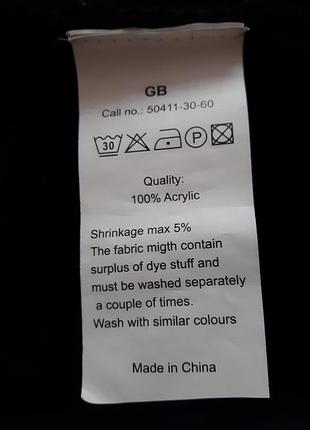 GB
Call no.: 50411-30-60
30 P
Quality:
100% Acrylic
Shrinkage max 5%
The fabric migth contain
surplus of dye stuff and
must be washed separately
a couple of times.
Wash with similar colours
Made in China